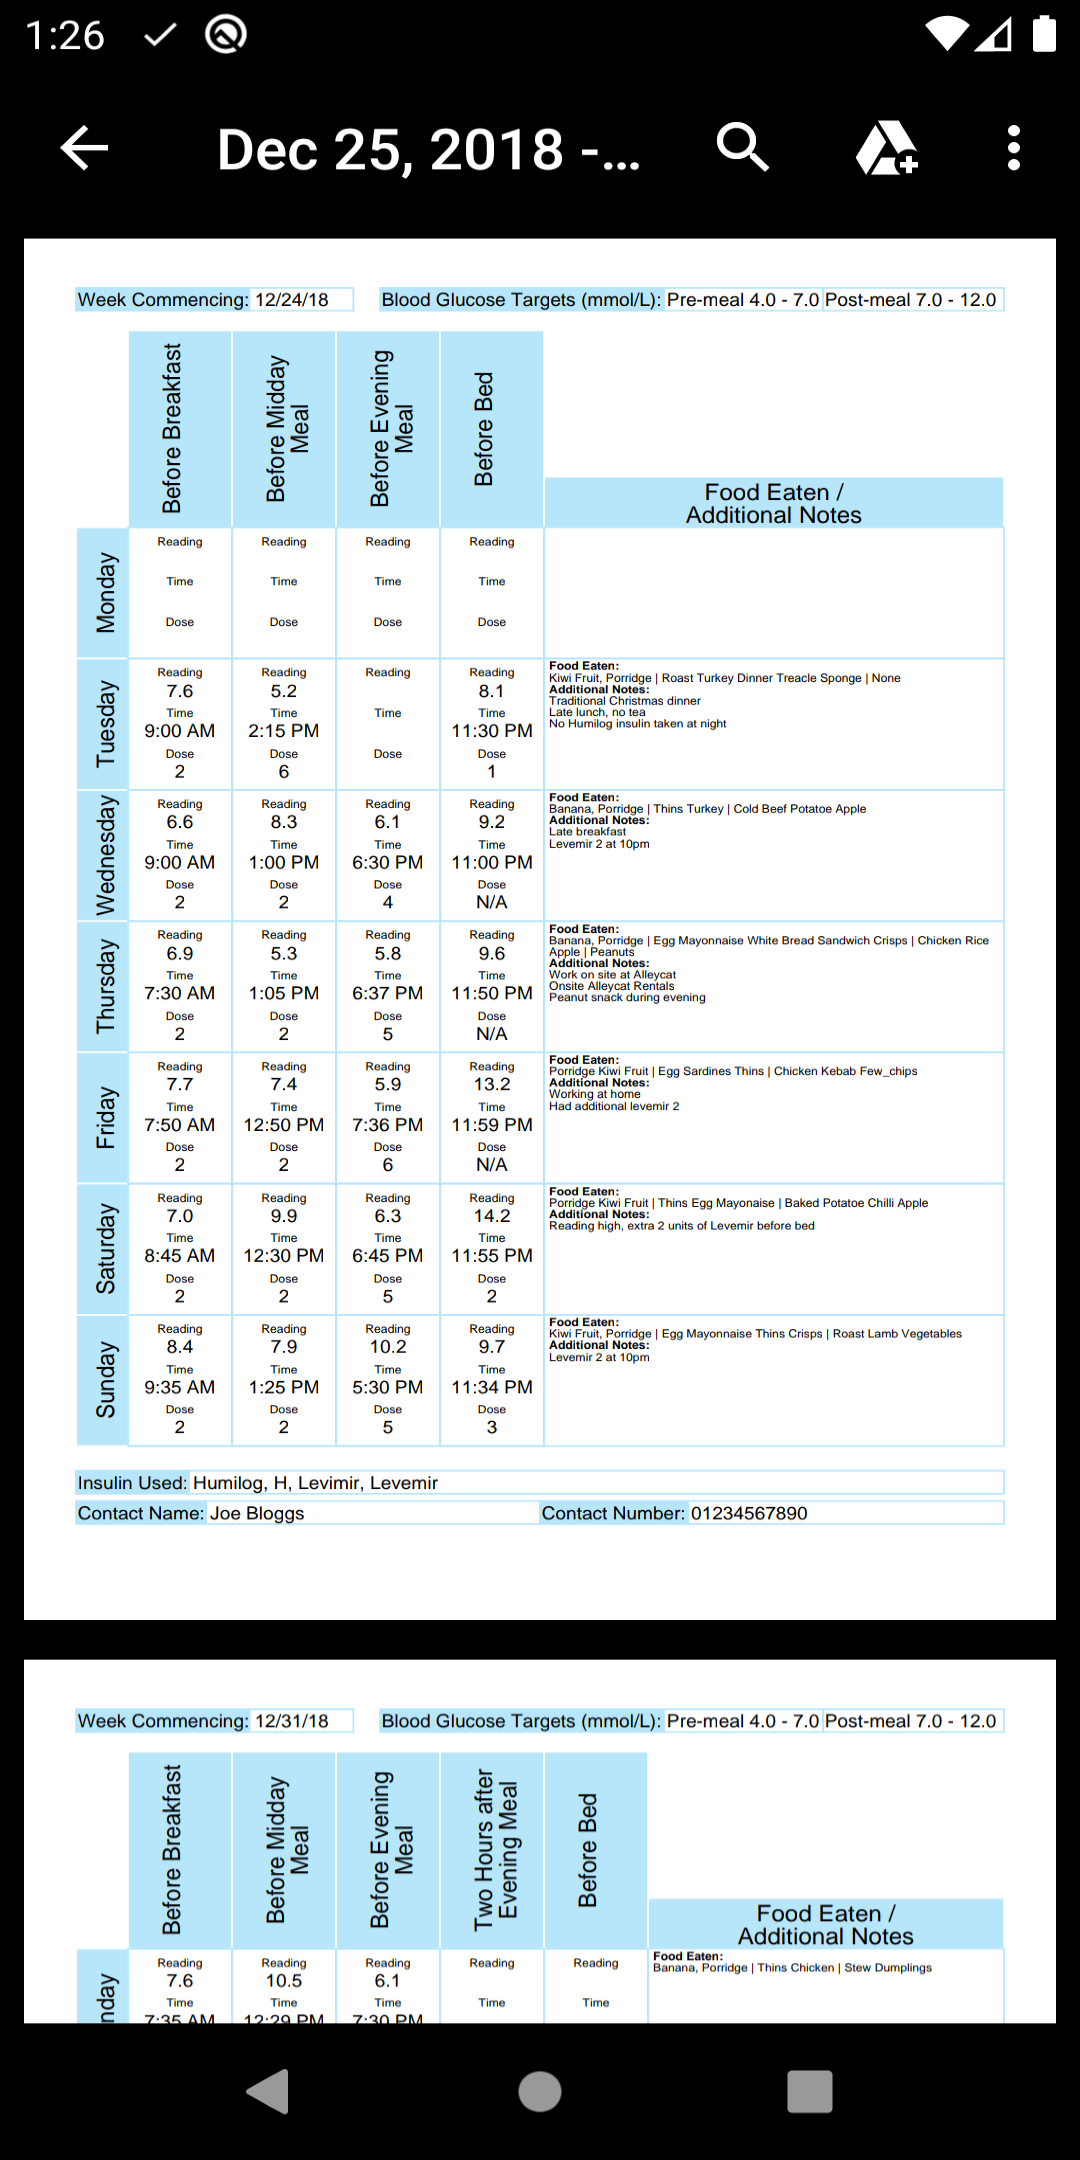 1:26
Dec 25, 2018 -...
Week Commencing: 12/24/18 Blood Glucose Targets (mmol/L): Pre-meal 4.0 - 7.0 Post-meal 7.0 - 12.0
Before Breakfast
Before Midday
Meal
Before Evening
Meal
Before Bed
Food Eaten /
Additional Notes
Monday
Reading Reading Reading Reading
Time Time Time Time
Dose Dose Dose Dose
Tuesday
Reading Reading Reading Reading
7.6 5.2 8.1
Time Time Time Time
9:00 AM 2:15 PM 11:30 PM
Dose Dose Dose Dose
2 6 1
Food Eaten:
Kiwi Fruit, Porridge | Roast Turkey Dinner Treacle Sponge | None
Additional Notes:
Traditional Christmas dinner
Late lunch, no tea
No Humilog insulin taken at night
Wednesday
Reading Reading Reading Reading
6.6 8.3 6.1 9.2
Time Time Time Time
9:00 AM 1:00 PM 6:30 PM 11:00 PM
Dose Dose Dose Dose
2 2 4 N/A
Food Eaten:
Banana, Porridge | Thins Turkey | Cold Beef Potatoe Apple
Additional Notes:
Late breakfast
Levemir 2 at 10pm
Thursday
Reading Reading Reading Reading
6.9 5.3 5.8 9.6
Time Time Time Time
7:30 AM 1:05 PM 6:37 PM 11:50 PM
Dose Dose Dose Dose
2 2 5 N/A
Food Eaten:
Banana, Porridge | Egg Mayonnaise White Bread Sandwich Crisps | Chicken Rice
Apple | Peanuts
Additional Notes:
Work on site at Alleycat
Onsite Alleycat Rentals
Peanut snack during evening
Friday
Reading Reading Reading Reading
7.7 7.4 5.9 13.2
Time Time Time Time
7:50 AM 12:50 PM 7:36 PM 11:59 PM
Dose Dose Dose Dose
2 2 6 N/A
Food Eaten:
Porridge Kiwi Fruit | Egg Sardines Thins | Chicken Kebab Few_chips
Additional Notes:
Working at home
Had additional levemir 2
Saturday
Reading Reading Reading Reading
7.0 9.9 6.3 14.2
Time Time Time Time
8:45 AM 12:30 PM 6:45 PM 11:55 PM
Dose Dose Dose Dose
2 2 5 2
Food Eaten:
Porridge Kiwi Fruit | Thins Egg Mayonaise | Baked Potatoe Chilli Apple
Additional Notes:
Reading high, extra 2 units of Levemir before bed
Sunday
Reading Reading Reading Reading
8.4 7.9 10.2 9.7
Time Time Time Time
9:35 AM 1:25 PM 5:30 PM 11:34 PM
Dose Dose Dose Dose
2 2 5 3
Food Eaten:
Kiwi Fruit, Porridge | Egg Mayonnaise Thins Crisps | Roast Lamb Vegetables
Additional Notes:
Levemir 2 at 10pm
Insulin Used: Humilog, H, Levimir, Levemir
Contact Name: Joe Bloggs Contact Number: 01234567890
Week Commencing: 12/31/18 Blood Glucose Targets (mmol/L): Pre-meal 4.0 - 7.0 Post-meal 7.0 - 12.0
Before Breakfast
Before Midday
Meal
Before Evening
Meal
Two Hours after
Evening Meal
Before Bed
Food Eaten /
Additional Notes
nday
Reading Reading Reading Reading Reading
7.6 10.5 6.1
Time Time Time Time Time
7:35 AM 12:29 PM 7:30 PM
Food Eaten:
Banana, Porridge | Thins Chicken | Stew Dumplings